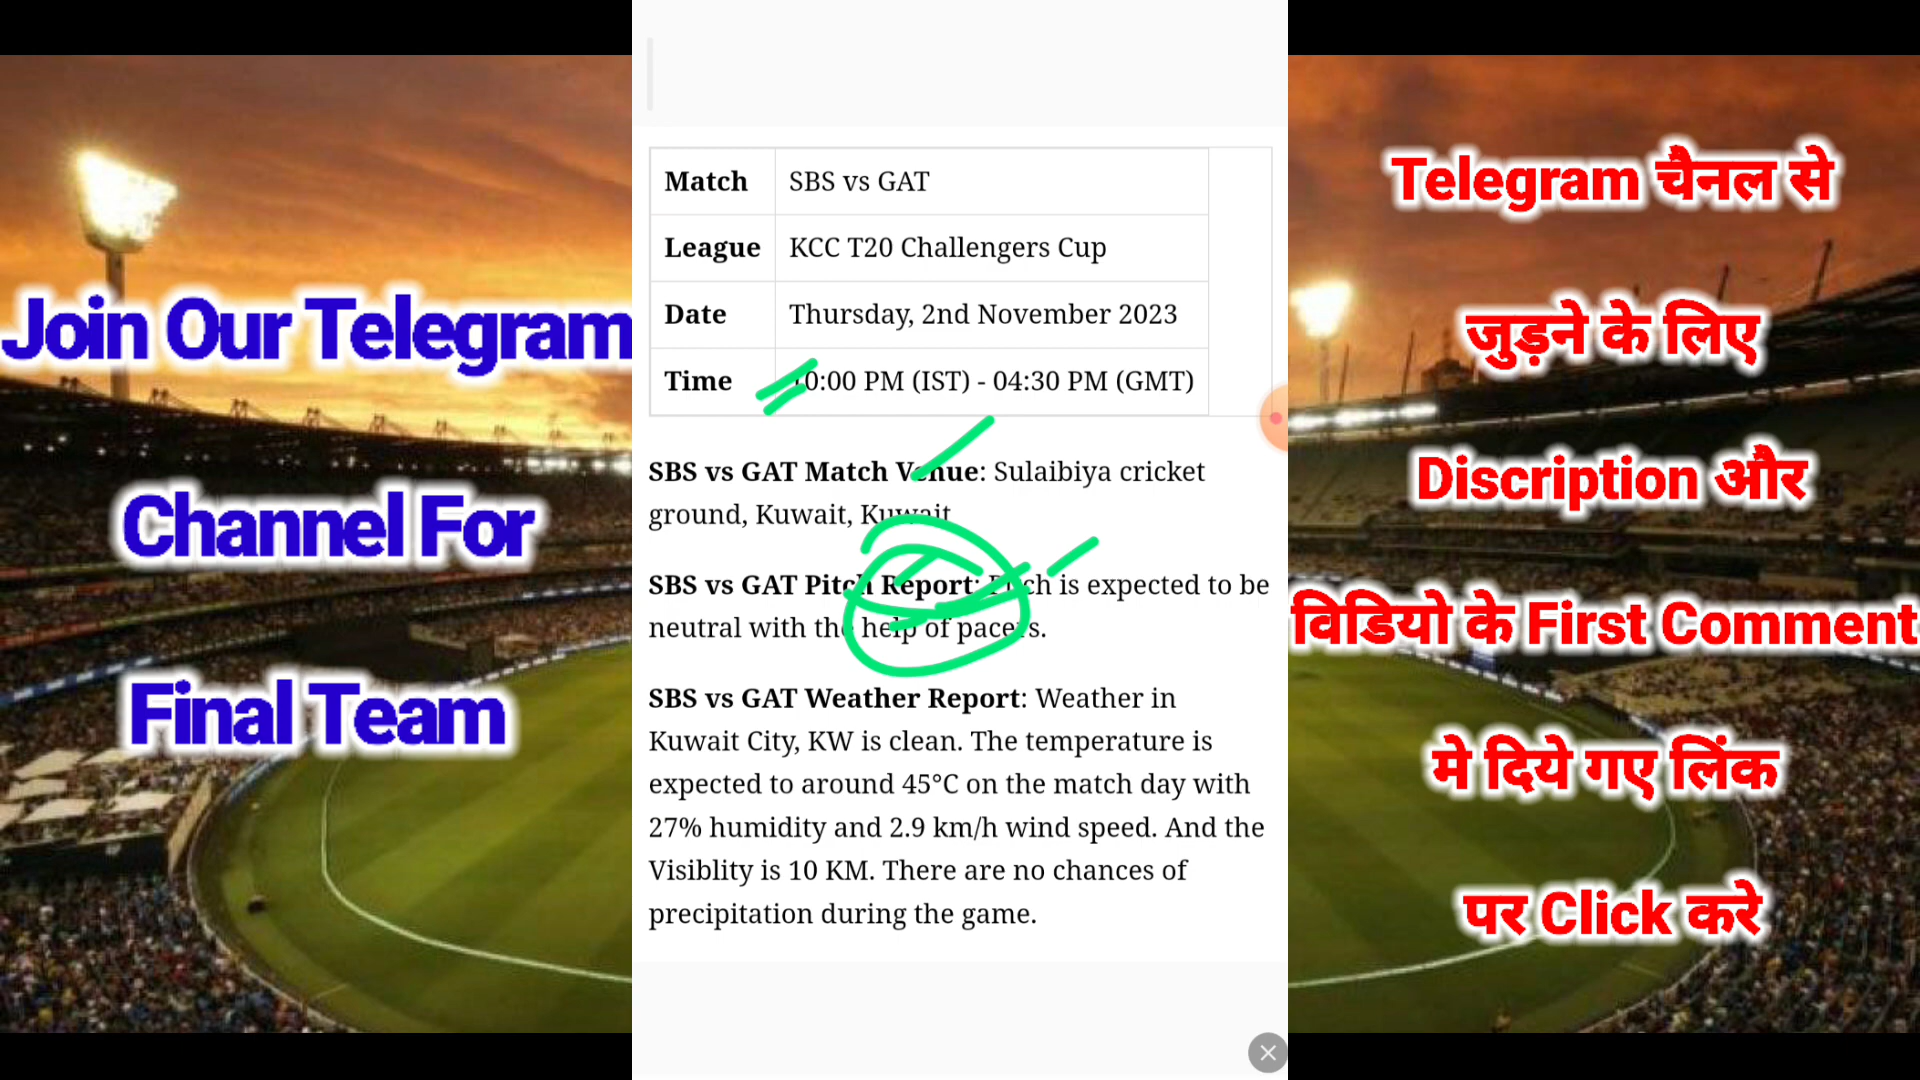 Join Our Telegram
Channel For
Final Team
Match SBS vs GAT
League KCC T20 Challengers Cup
Date Thursday, 2nd November 2023
Time 10:00 PM (IST) - 04:30 PM (GMT)
SBS vs GAT Match Venue: Sulaibiya cricket
ground, Kuwait, Kuwait
SBS vs GAT Pitch Report: Pitch is expected to be
neutral with the help of pacers.
SBS vs GAT Weather Report: Weather in
Kuwait City, KW is clean. The temperature is
expected to around 45°C on the match day with
27% humidity and 2.9 km/h wind speed. And the
Visiblity is 10 KM. There are no chances of
precipitation during the game.
Telegram चैनल से
जुड़ने के लिए
Discription और
विडियो के First Comment
मे दिये गए लिंक
पर Click करे